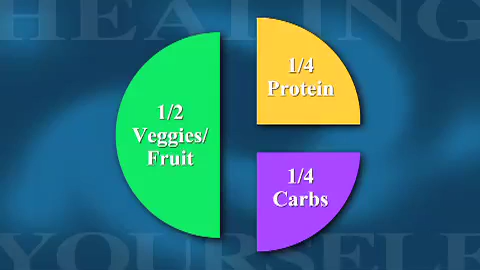 HEALING
1/2
Veggies/
Fruit
1/4
Protein
1/4
Carbs
YOURSELF